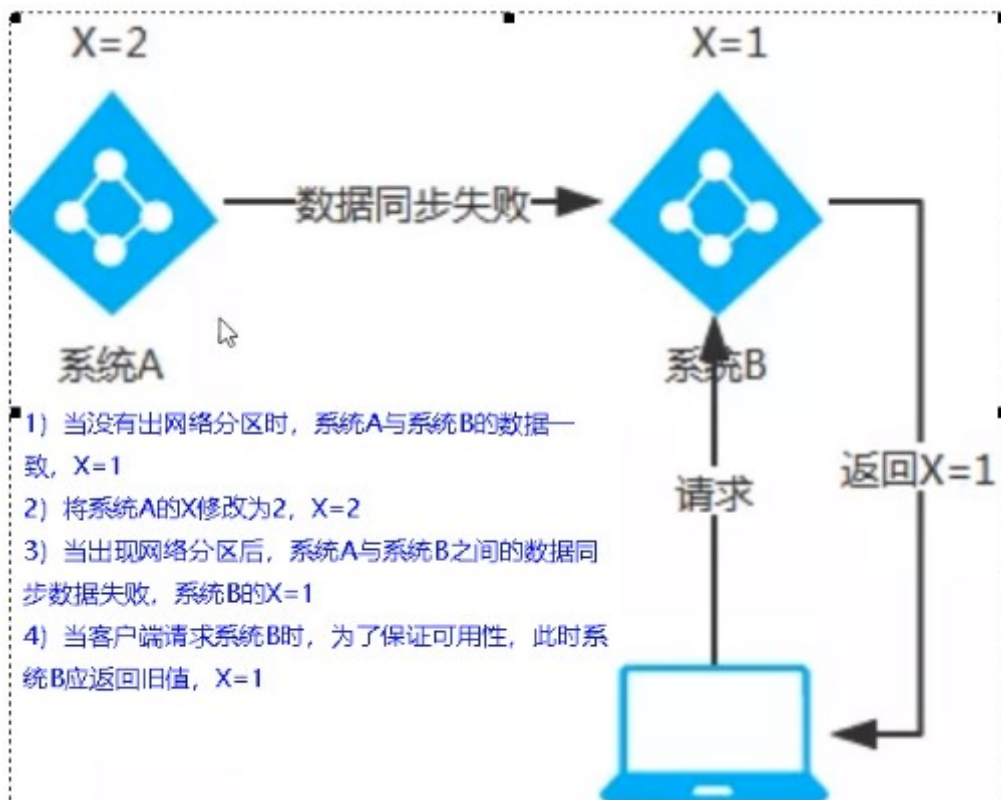 X=2
X=1
数据同步失败
系统A
系统B
1）当没有出网络分区时，系统A与系统B的数据一
致，X=1
2）将系统A的X修改为2，X=2
3）当出现网络分区后，系统A与系统B之间的数据同
步数据失败，系统B的X=1
4）当客户端请求系统B时，为了保证可用性，此时系
统B应返回旧值，X=1
请求
返回X=1